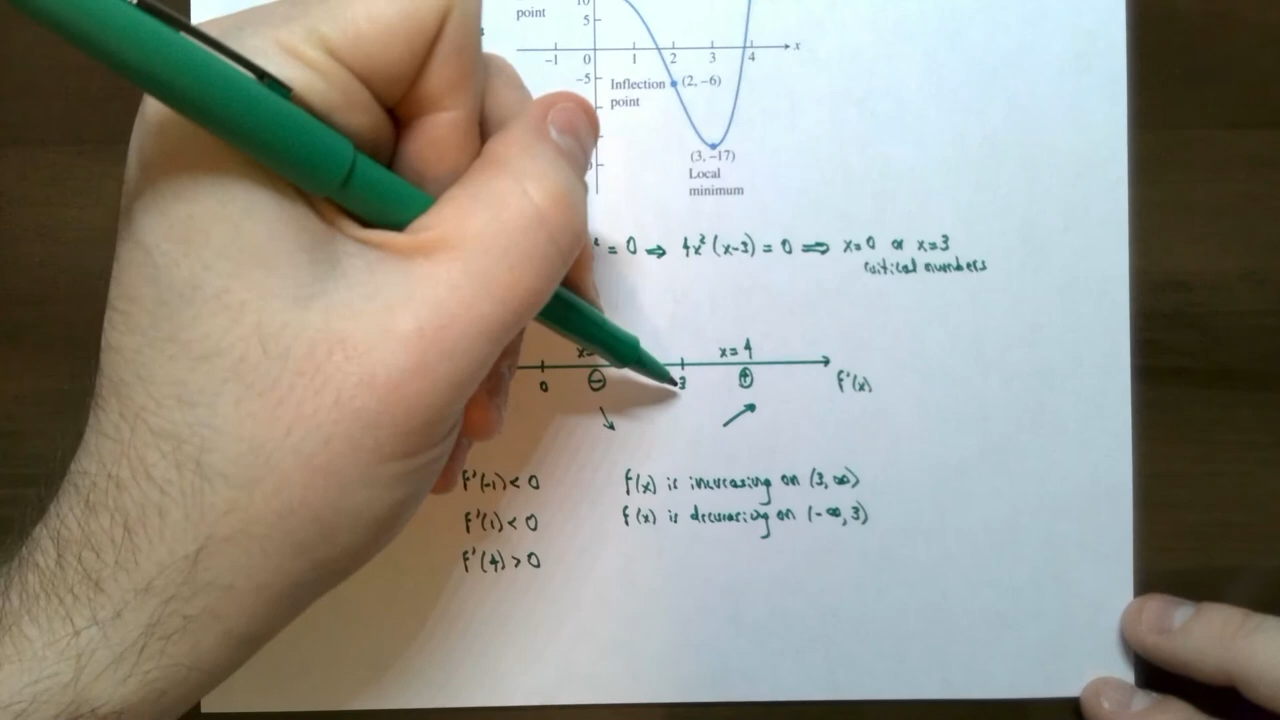 point
10
5
-1 0 1 2 3 4 x
-5
Inflection (2, -6)
point
(3, -17)
Local
minimum
² = 0 ⇒ 4x²(x-3) = 0 ⇒ x=0 or x=3
critical numbers
x= x=4
0 ⊖ 3 ⊕ f'(x)
f'(-1) < 0 f(x) is increasing on (3, ∞)
f'(1) < 0 f(x) is decreasing on (-∞, 3)
f'(4) > 0